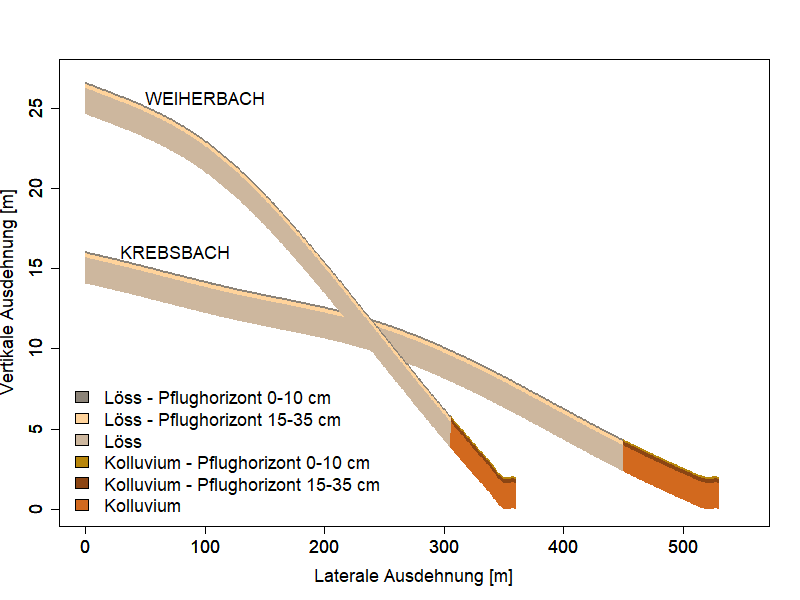 WEIHERBACH
KREBSBACH
Vertikale Ausdehnung [m]
25
20
15
10
5
0
Löss - Pflughorizont 0-10 cm
Löss - Pflughorizont 15-35 cm
Löss
Kolluvium - Pflughorizont 0-10 cm
Kolluvium - Pflughorizont 15-35 cm
Kolluvium
0 100 200 300 400 500
Laterale Ausdehnung [m]